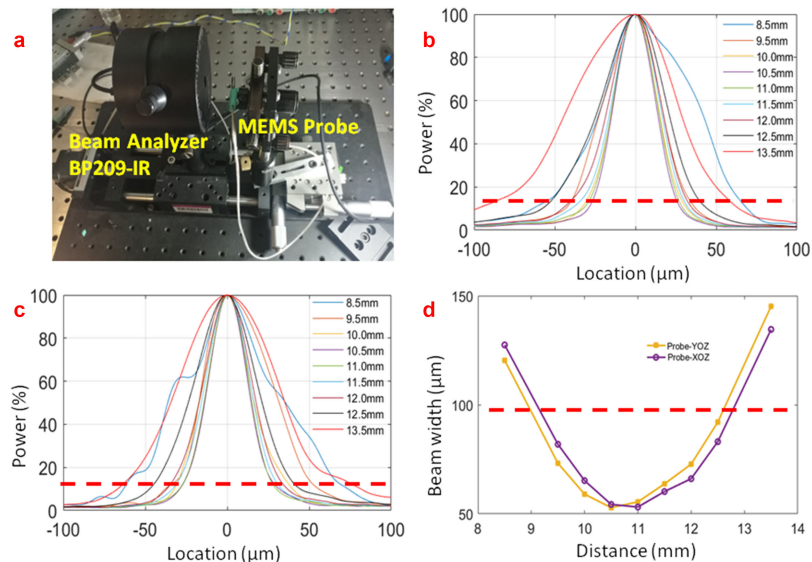 a
Beam Analyzer
BP209-IR
MEMS Probe
b
Power (%)
100
80
60
40
20
0
-100
-50
0
50
100
Location (μm)
8.5mm
9.5mm
10.0mm
10.5mm
11.0mm
11.5mm
12.0mm
12.5mm
13.5mm
c
Power (%)
100
80
60
40
20
0
-100
-50
0
50
100
Location (μm)
8.5mm
9.5mm
10.0mm
10.5mm
11.0mm
11.5mm
12.0mm
12.5mm
13.5mm
d
Beam width (μm)
150
100
50
8
9
10
11
12
13
14
Distance (mm)
Probe-YOZ
Probe-XOZ